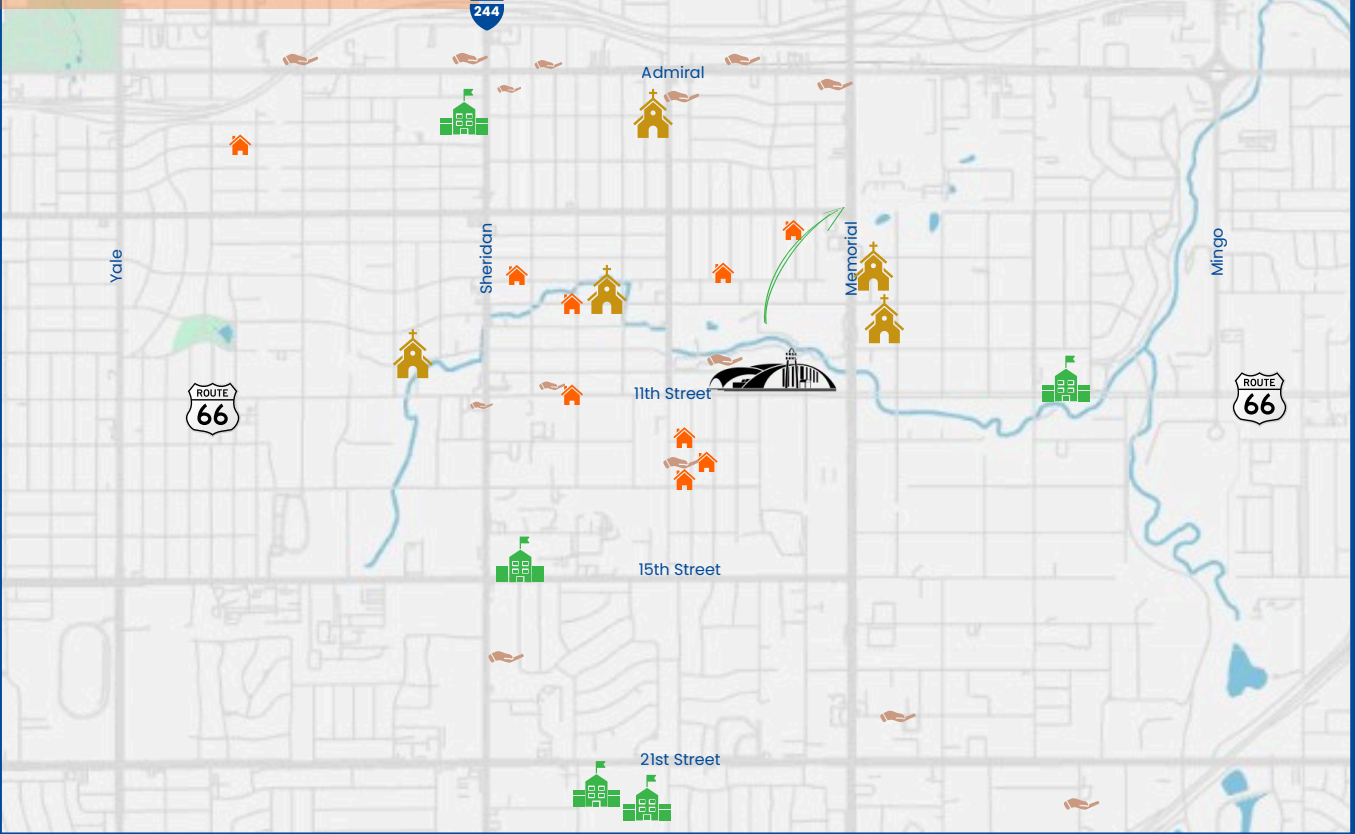 244
Admiral
Sheridan
Memorial
Yale
Mingo
ROUTE
66
11th Street
ROUTE
66
15th Street
21st Street